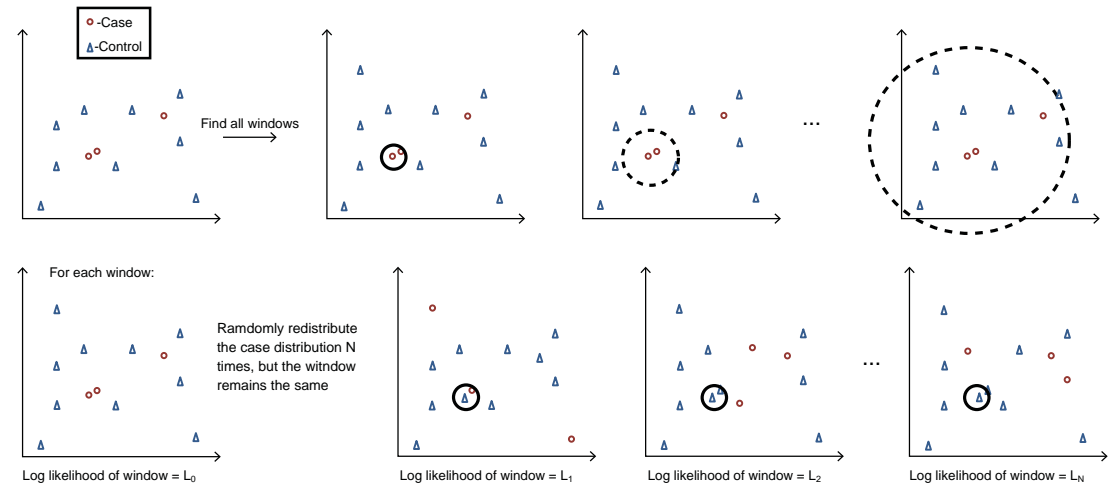 -Case
-Control
Find all windows
...
For each window:
Ramdomly redistribute
the case distribution N
times, but the witndow
remains the same
...
Log likelihood of window = L₀
Log likelihood of window = L₁
Log likelihood of window = L₂
Log likelihood of window = L_N